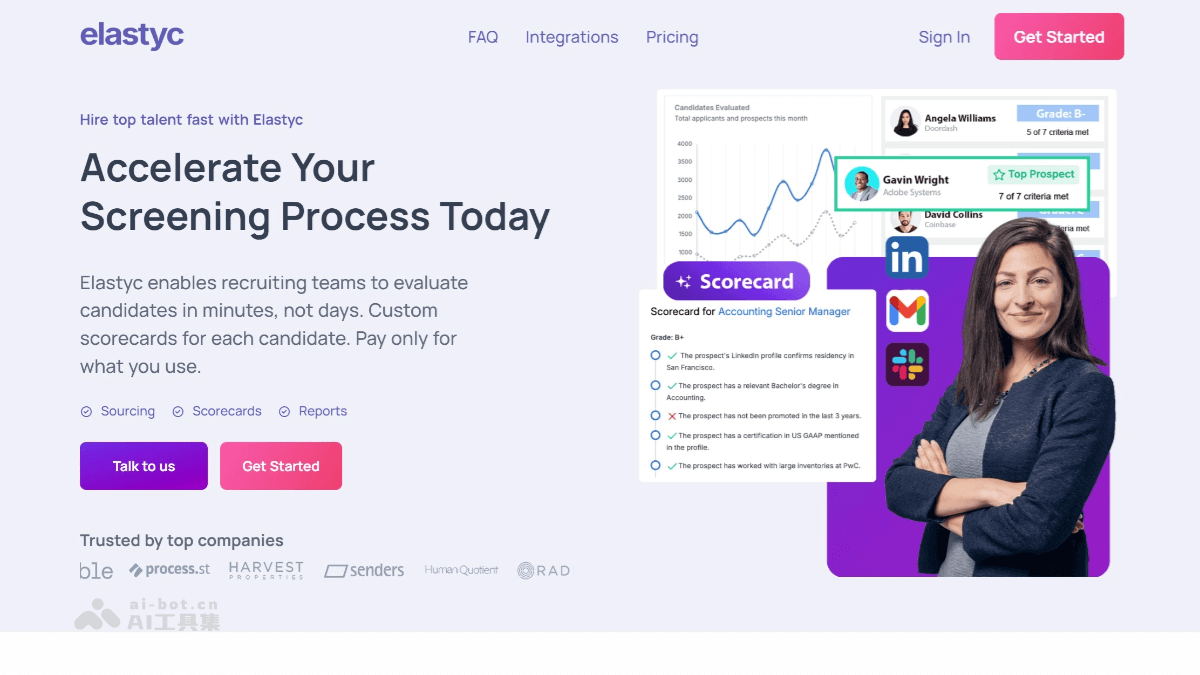 elastyc
FAQ
Integrations
Pricing
Sign In
Get Started
Hire top talent fast with Elastyc
Accelerate Your
Screening Process Today
Elastyc enables recruiting teams to evaluate
candidates in minutes, not days. Custom
scorecards for each candidate. Pay only for
what you use.
Sourcing
Scorecards
Reports
Talk to us
Get Started
Trusted by top companies
ble
process.st
HARVEST
PROPERTIES
senders
Human Quotient
RAD
ai-bot.cn
AI工具集
Candidates Evaluated
Total applicants and prospects this month
4000
3500
3000
2500
2000
1500
1000
Angela Williams
Doordash
Grade: B-
5 of 7 criteria met
Gavin Wright
Adobe Systems
Top Prospect
7 of 7 criteria met
David Collins
Coinbase
met
in
Scorecard
Scorecard for Accounting Senior Manager
Grade: B+
The prospect's LinkedIn profile confirms residency in
San Francisco.
The prospect has a relevant Bachelor's degree in
Accounting.
The prospect has not been promoted in the last 3 years.
The prospect has a certification in US GAAP mentioned
in the profile.
The prospect has worked with large inventories at PwC.